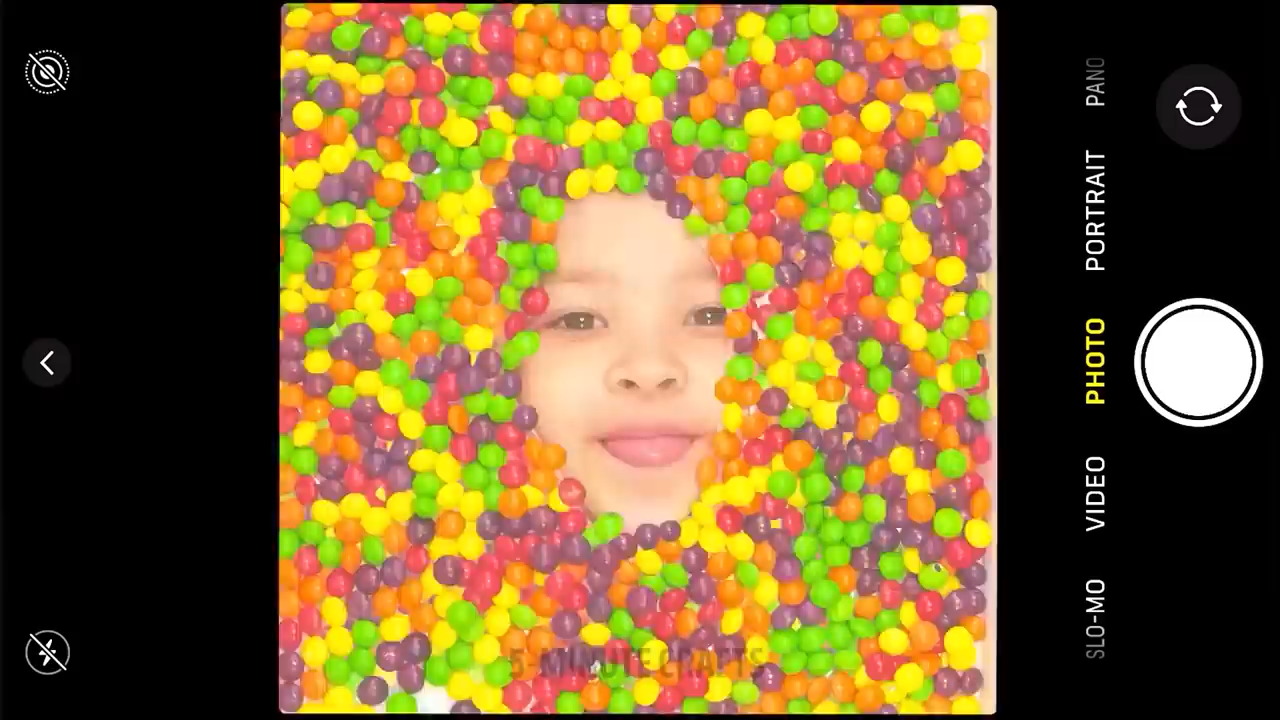 PANO
PORTRAIT
PHOTO
VIDEO
SLO-MO
5-MINUTE CRAFTS